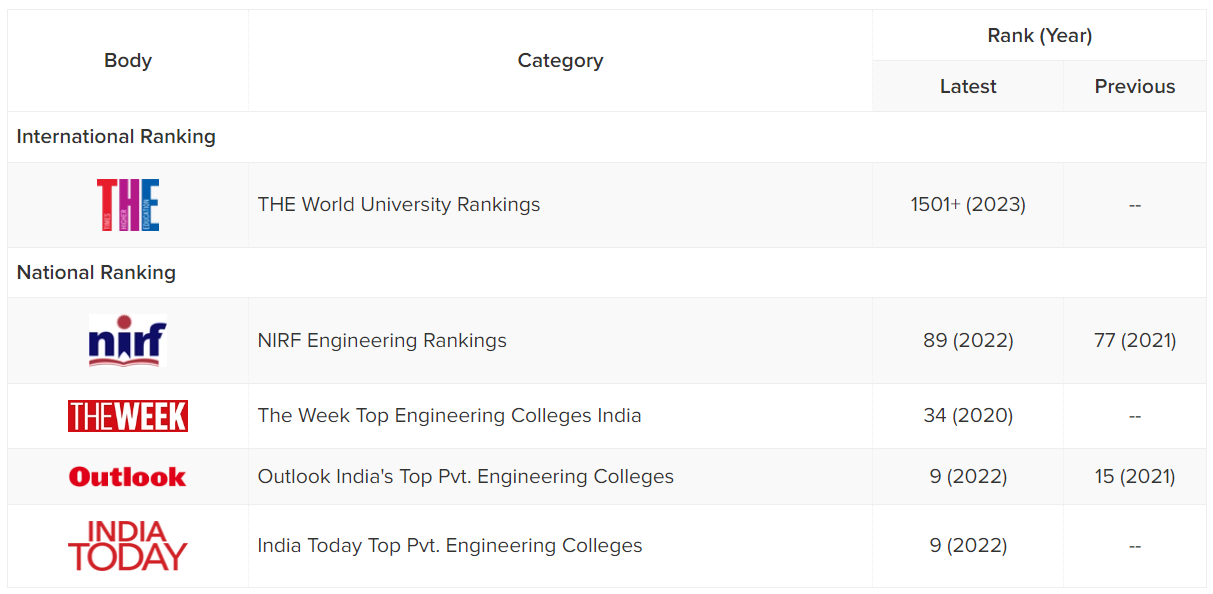 Body Category Rank (Year)
Latest Previous
International Ranking
THE TIMES HIGHER EDUCATION THE World University Rankings 1501+ (2023) --
National Ranking
nirf NIRF Engineering Rankings 89 (2022) 77 (2021)
THE WEEK The Week Top Engineering Colleges India 34 (2020) --
Outlook Outlook India's Top Pvt. Engineering Colleges 9 (2022) 15 (2021)
INDIA
TODAY India Today Top Pvt. Engineering Colleges 9 (2022) --